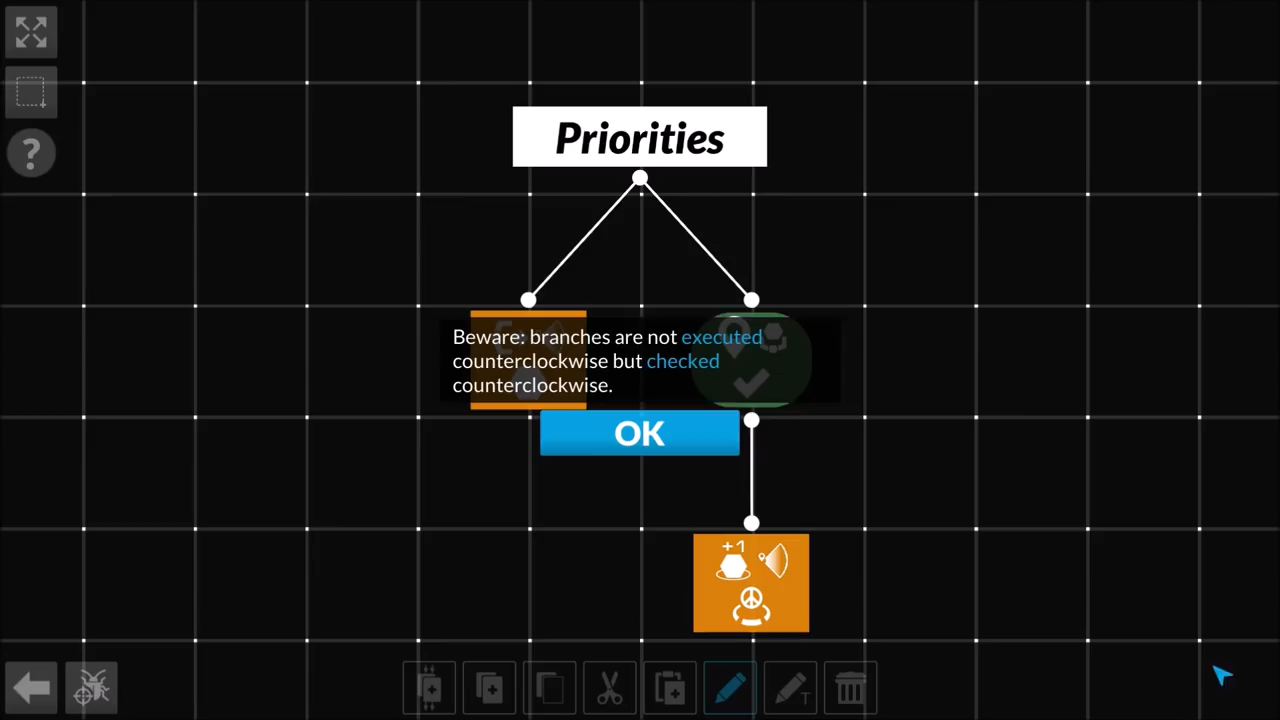 ?
Priorities
Beware: branches are not executed
counterclockwise but checked
counterclockwise.
OK
+1
T